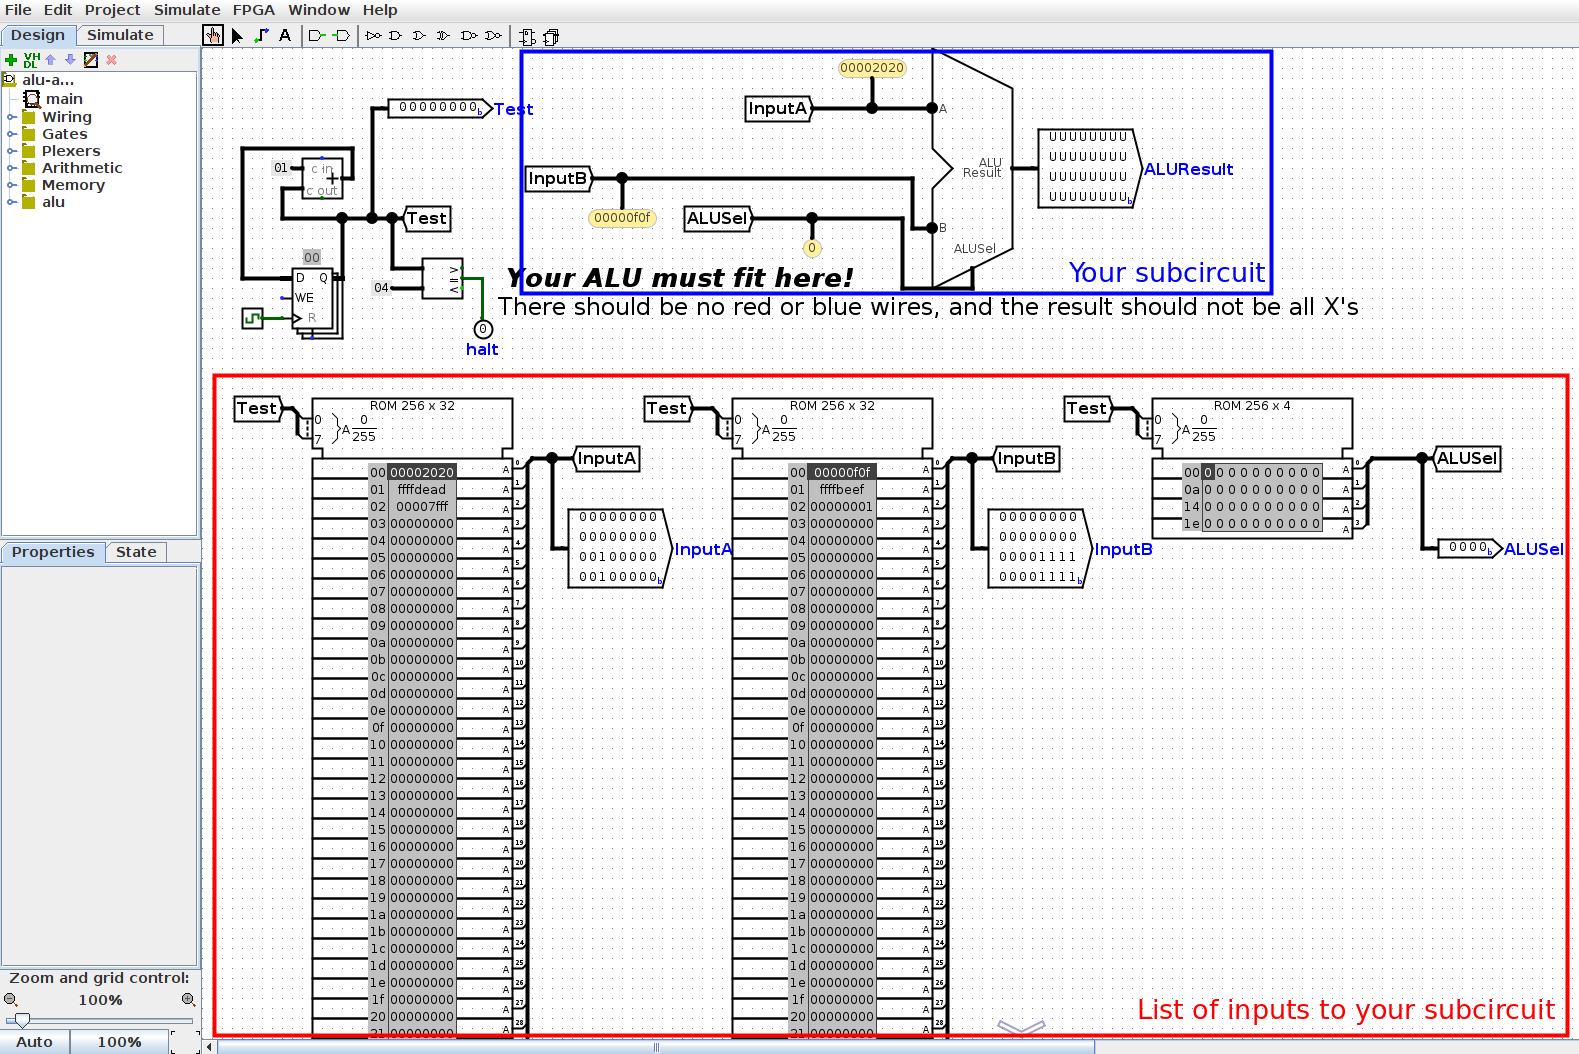 File Edit Project Simulate FPGA Window Help
Design Simulate
alu-a...
main
Wiring
Gates
Plexers
Arithmetic
Memory
alu
Properties State
Zoom and grid control:
100%
Auto 100%
00000000b Test
01 c in + c out
Test
00
D Q
WE
R
04 > = <
0
halt
00002020
InputA A
InputB
00000f0f
ALUSel
0
B
ALU
Result
ALUSel
UUUUUUUU
UUUUUUUU
UUUUUUUU
UUUUUUUUb
ALUResult
Your ALU must fit here!
Your subcircuit
There should be no red or blue wires, and the result should not be all X's
Test
ROM 256 x 32
0
7
A 0
255
InputA
00 00002020
01 ffffdead
02 00007fff
03 00000000
04 00000000
05 00000000
06 00000000
07 00000000
08 00000000
09 00000000
0a 00000000
0b 00000000
0c 00000000
0d 00000000
0e 00000000
0f 00000000
10 00000000
11 00000000
12 00000000
13 00000000
14 00000000
15 00000000
16 00000000
17 00000000
18 00000000
19 00000000
1a 00000000
1b 00000000
1c 00000000
1d 00000000
1e 00000000
1f 00000000
20 00000000
00000000
00000000
00100000
00100000b
InputA
Test
ROM 256 x 32
0
7
A 0
255
InputB
00 00000f0f
01 ffffbeef
02 00000001
03 00000000
04 00000000
05 00000000
06 00000000
07 00000000
08 00000000
09 00000000
0a 00000000
0b 00000000
0c 00000000
0d 00000000
0e 00000000
0f 00000000
10 00000000
11 00000000
12 00000000
13 00000000
14 00000000
15 00000000
16 00000000
17 00000000
18 00000000
19 00000000
1a 00000000
1b 00000000
1c 00000000
1d 00000000
1e 00000000
1f 00000000
20 00000000
00000000
00000000
00001111
00001111b
InputB
Test
ROM 256 x 4
0
7
A 0
255
ALUSel
00 0 0 0 0 0 0 0 0 0 0
0a 0 0 0 0 0 0 0 0 0 0
14 0 0 0 0 0 0 0 0 0 0
1e 0 0 0 0 0 0 0 0 0 0
0000b ALUSel
List of inputs to your subcircuit